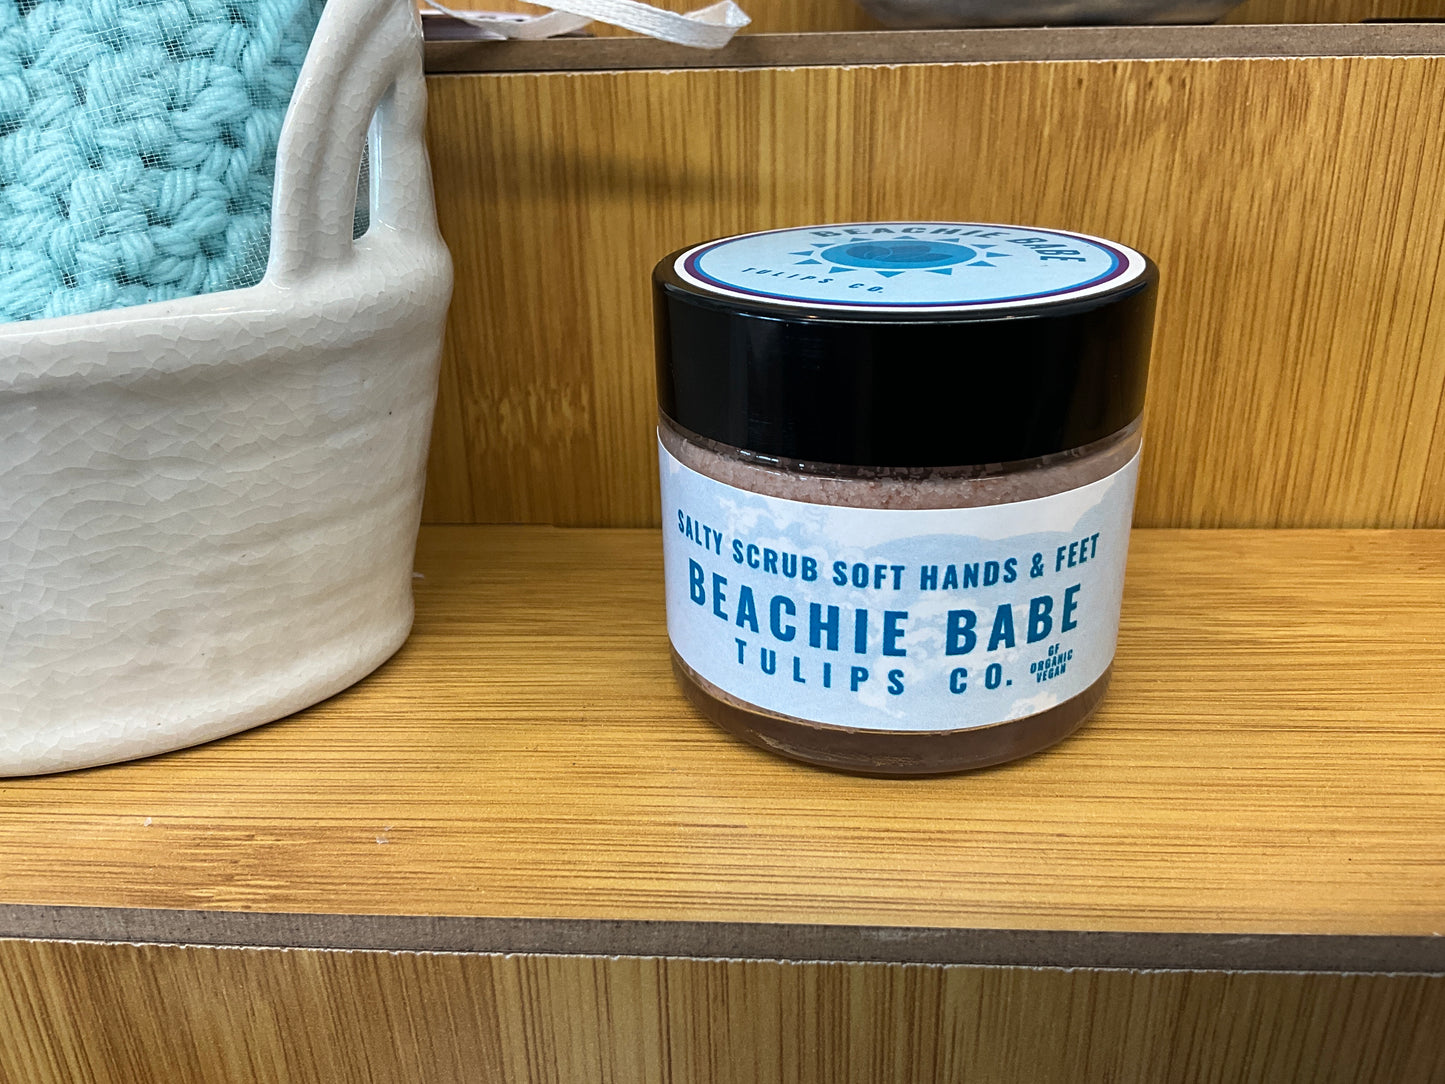 BEACHIE BABE
TULIPS CO.
SALTY SCRUB SOFT HANDS & FEET
BEACHIE BABE
TULIPS CO.
GF
ORGANIC
VEGAN